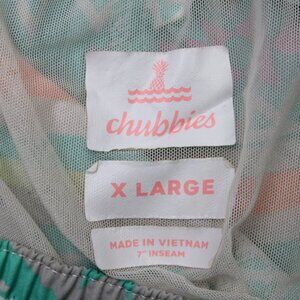 chubbies
X LARGE
MADE IN VIETNAM
7" INSEAM